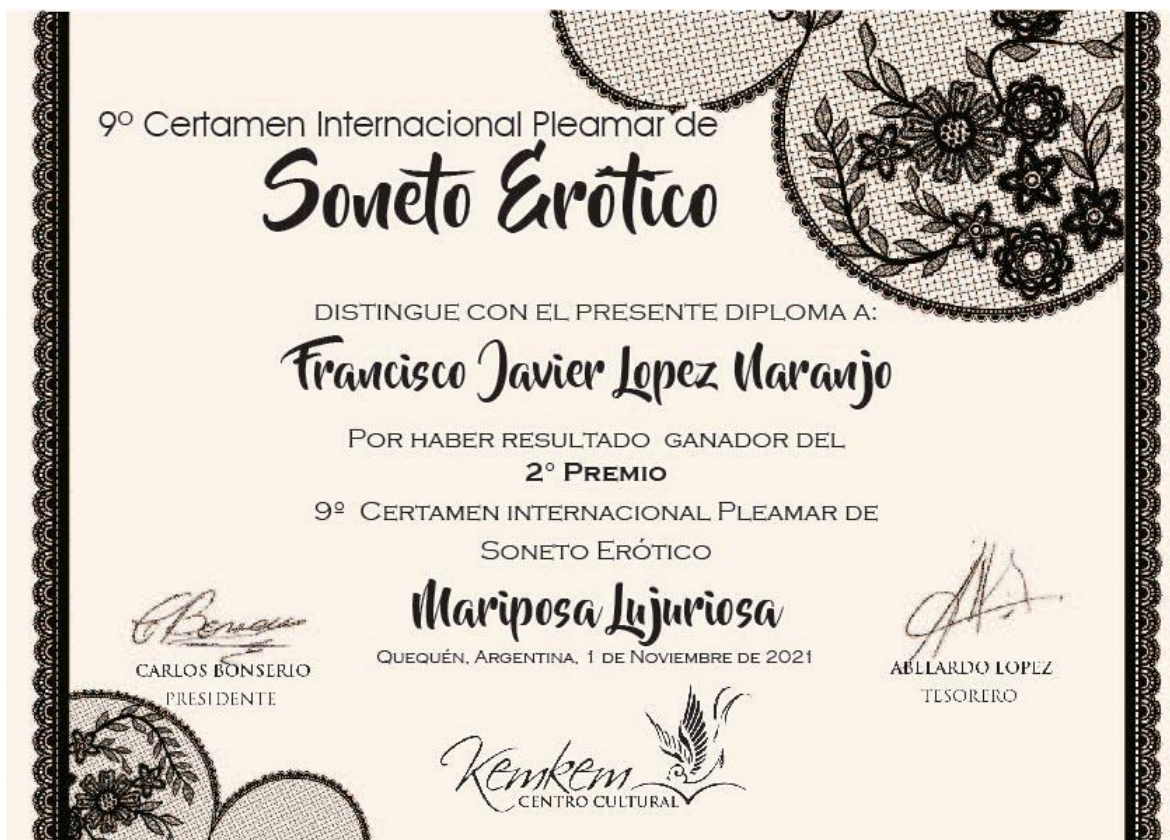 9º Certamen Internacional Pleamar de
Soneto Erótico
DISTINGUE CON EL PRESENTE DIPLOMA A:
Francisco Javier Lopez Naranjo
POR HABER RESULTADO GANADOR DEL
2° PREMIO
9º CERTAMEN INTERNACIONAL PLEAMAR DE
SONETO ERÓTICO
Mariposa Lujuriosa
QUEQUÉN, ARGENTINA, 1 DE NOVIEMBRE DE 2021
CARLOS BONSERIO
PRESIDENTE
ABELARDO LOPEZ
TESORERO
Kemkem
CENTRO CULTURAL